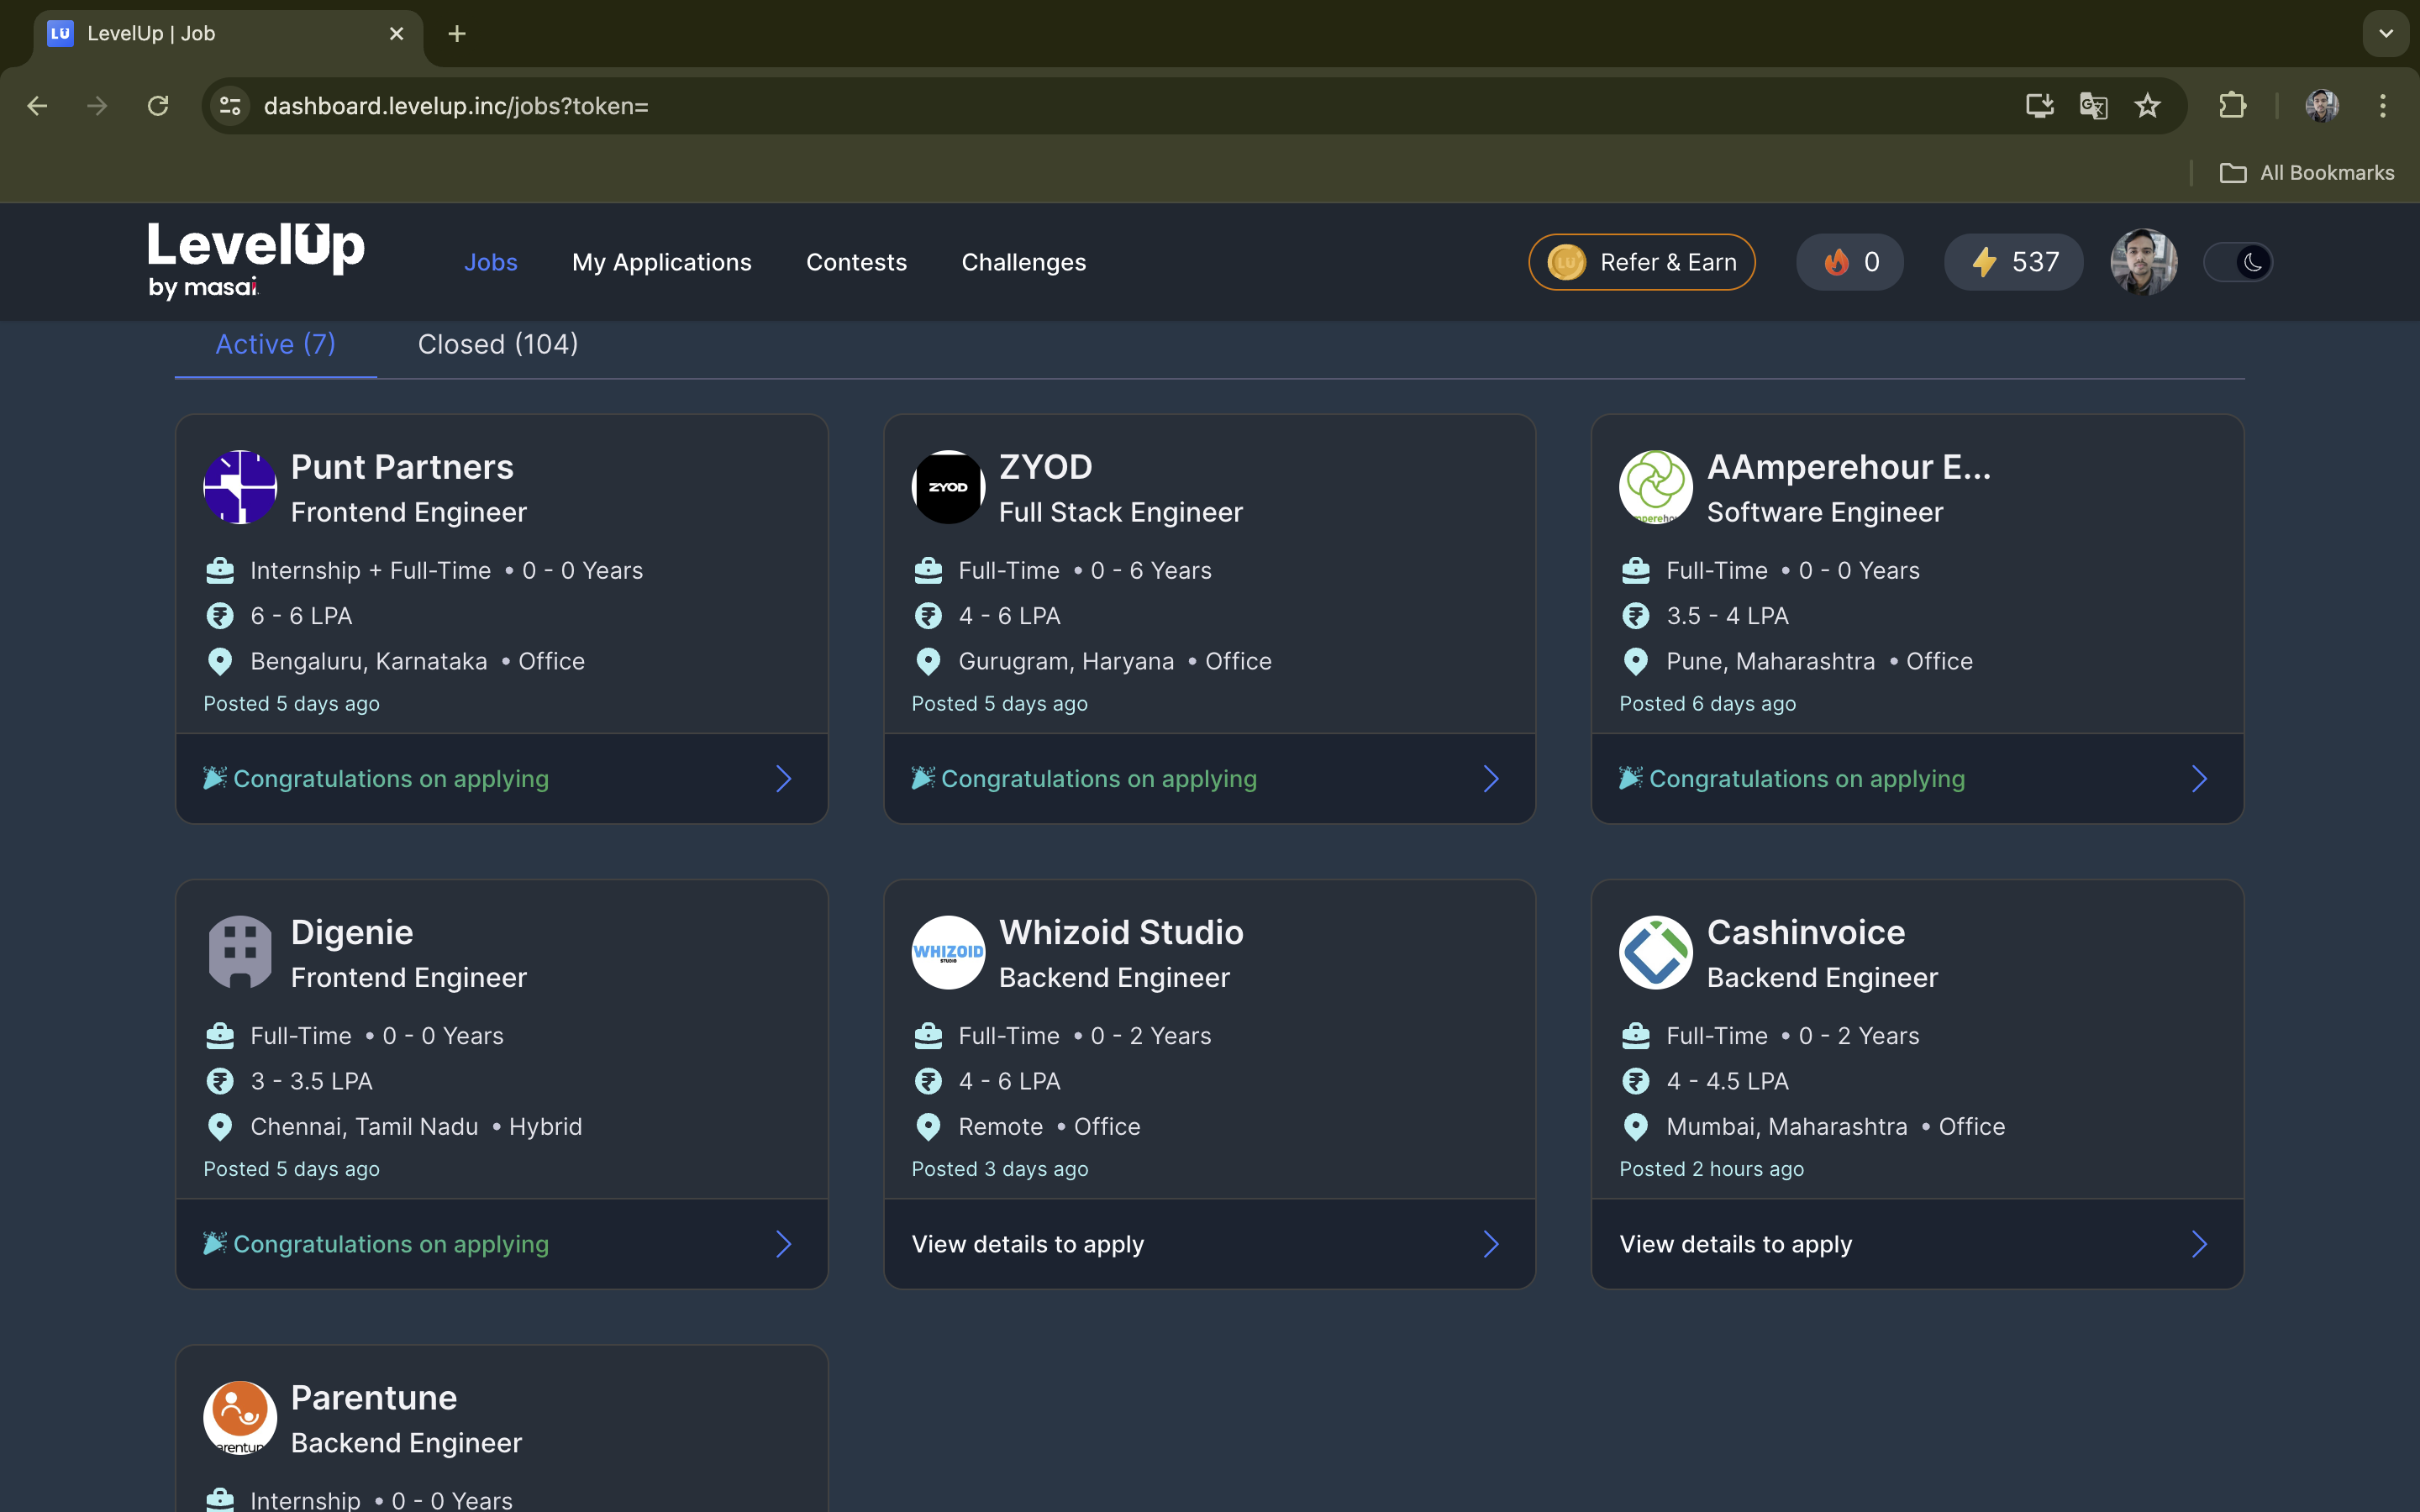 LevelUp | Job
dashboard.levelup.inc/jobs?token=
All Bookmarks
LevelUp
by masai.
Jobs
My Applications
Contests
Challenges
Refer & Earn
0
537
Active (7)
Closed (104)
Punt Partners
Frontend Engineer
Internship + Full-Time • 0 - 0 Years
6 - 6 LPA
Bengaluru, Karnataka • Office
Posted 5 days ago
Congratulations on applying
ZYOD
ZYOD
Full Stack Engineer
Full-Time • 0 - 6 Years
4 - 6 LPA
Gurugram, Haryana • Office
Posted 5 days ago
Congratulations on applying
AAmperehour E...
Software Engineer
Full-Time • 0 - 0 Years
3.5 - 4 LPA
Pune, Maharashtra • Office
Posted 6 days ago
Congratulations on applying
Digenie
Frontend Engineer
Full-Time • 0 - 0 Years
3 - 3.5 LPA
Chennai, Tamil Nadu • Hybrid
Posted 5 days ago
Congratulations on applying
WHIZOID
STUDIO
Whizoid Studio
Backend Engineer
Full-Time • 0 - 2 Years
4 - 6 LPA
Remote • Office
Posted 3 days ago
View details to apply
Cashinvoice
Backend Engineer
Full-Time • 0 - 2 Years
4 - 4.5 LPA
Mumbai, Maharashtra • Office
Posted 2 hours ago
View details to apply
Parentune
Backend Engineer
Internship • 0 - 0 Years